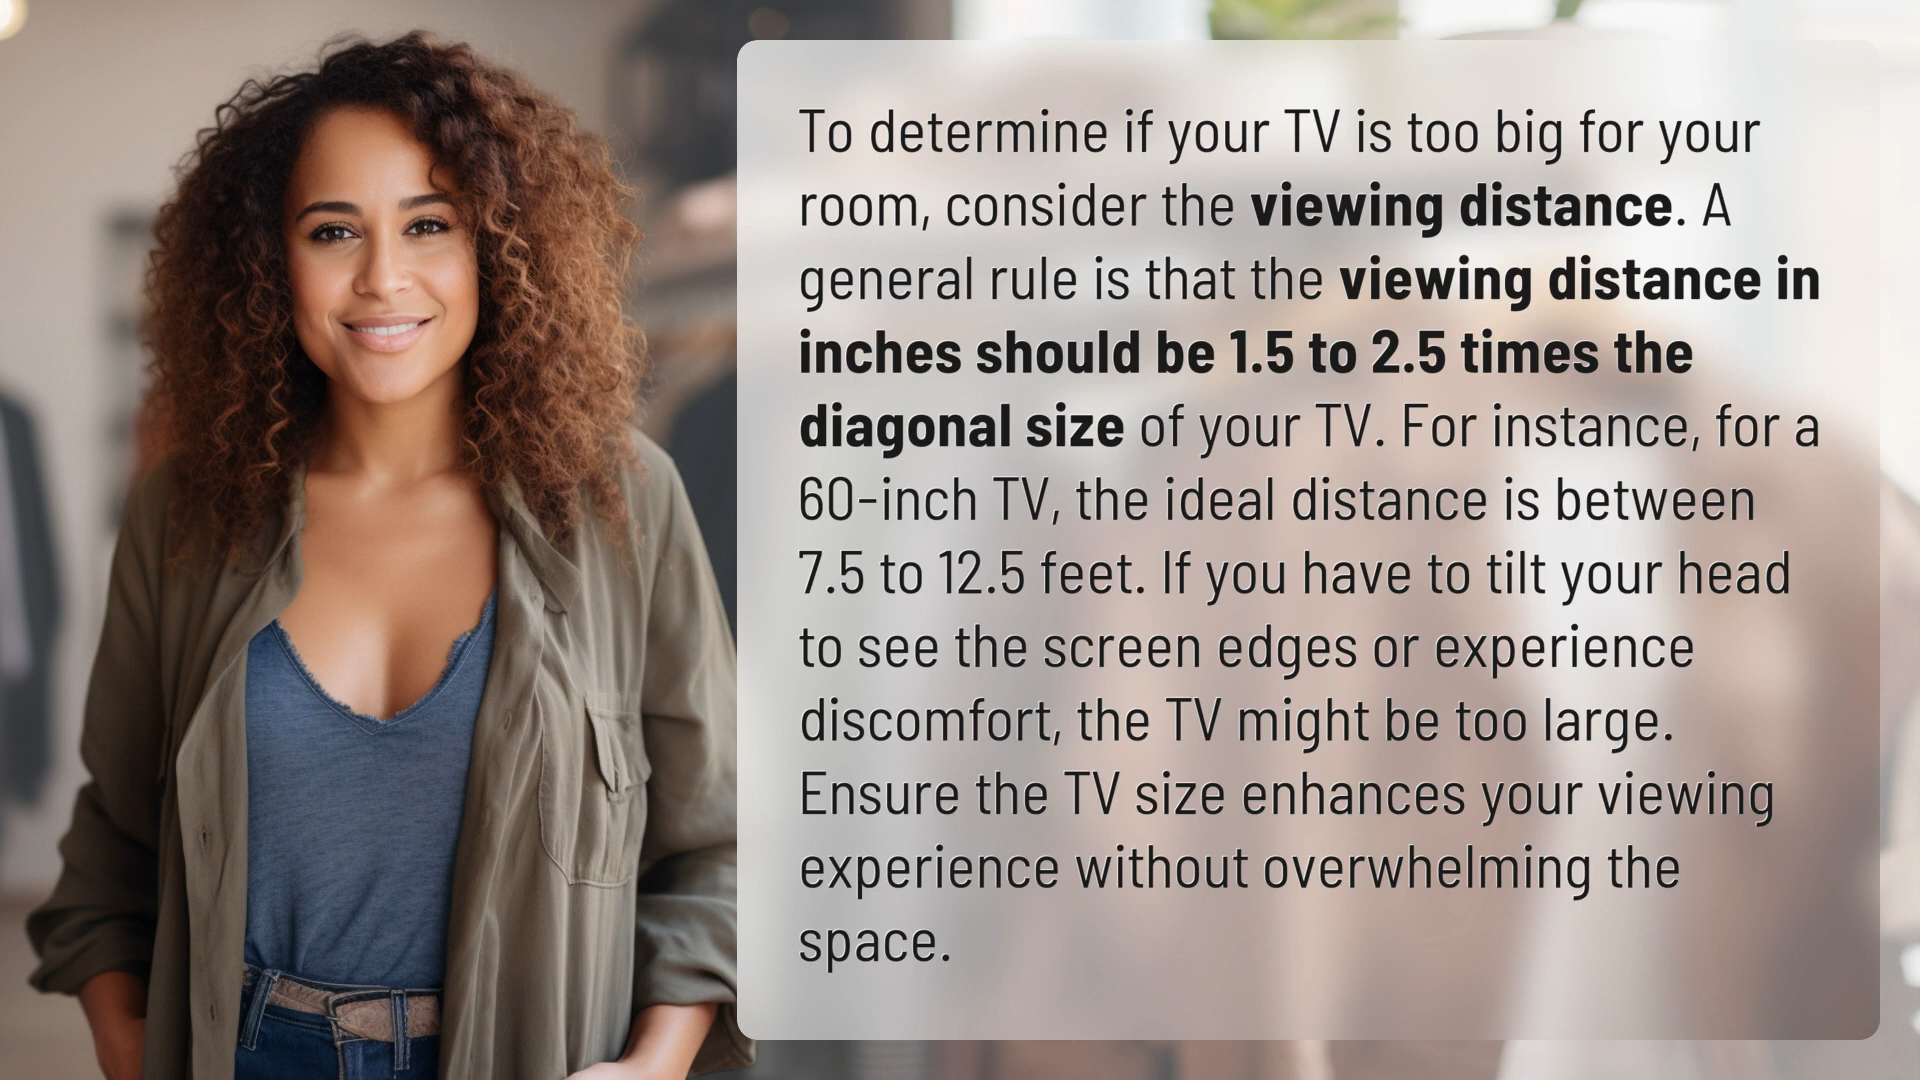 To determine if your TV is too big for your
room, consider the viewing distance. A
general rule is that the viewing distance in
inches should be 1.5 to 2.5 times the
diagonal size of your TV. For instance, for a
60-inch TV, the ideal distance is between
7.5 to 12.5 feet. If you have to tilt your head
to see the screen edges or experience
discomfort, the TV might be too large.
Ensure the TV size enhances your viewing
experience without overwhelming the
space.